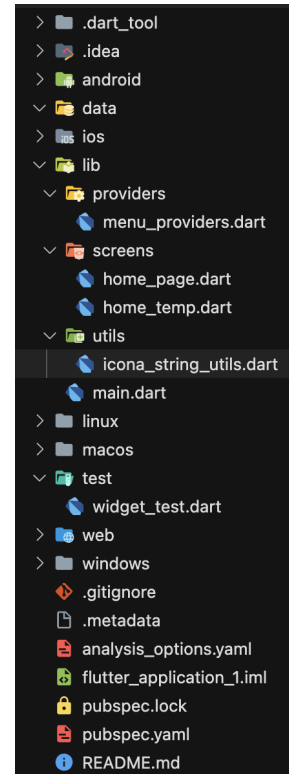 .dart_tool
.idea
android
data
iOS ios
lib
providers
menu_providers.dart
screens
home_page.dart
home_temp.dart
utils
icona_string_utils.dart
main.dart
linux
macos
test
widget_test.dart
web
windows
.gitignore
.metadata
analysis_options.yaml
flutter_application_1.iml
pubspec.lock
pubspec.yaml
README.md